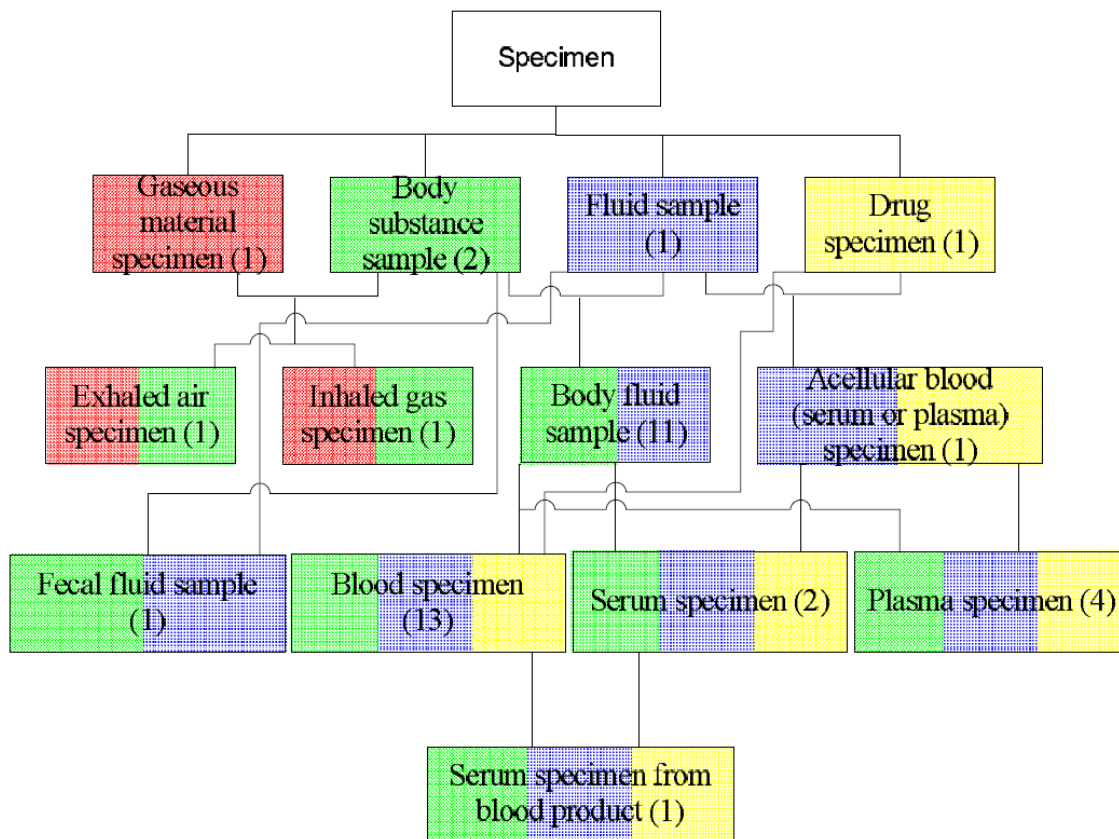 Specimen
Gaseous
material
specimen (1)
Body
substance
sample (2)
Fluid sample
(1)
Drug
specimen (1)
Exhaled air
specimen (1)
Inhaled gas
specimen (1)
Body fluid
sample (11)
Acellular blood
(serum or plasma)
specimen (1)
Fecal fluid sample
(1)
Blood specimen
(13)
Serum specimen (2)
Plasma specimen (4)
Serum specimen from
blood product (1)